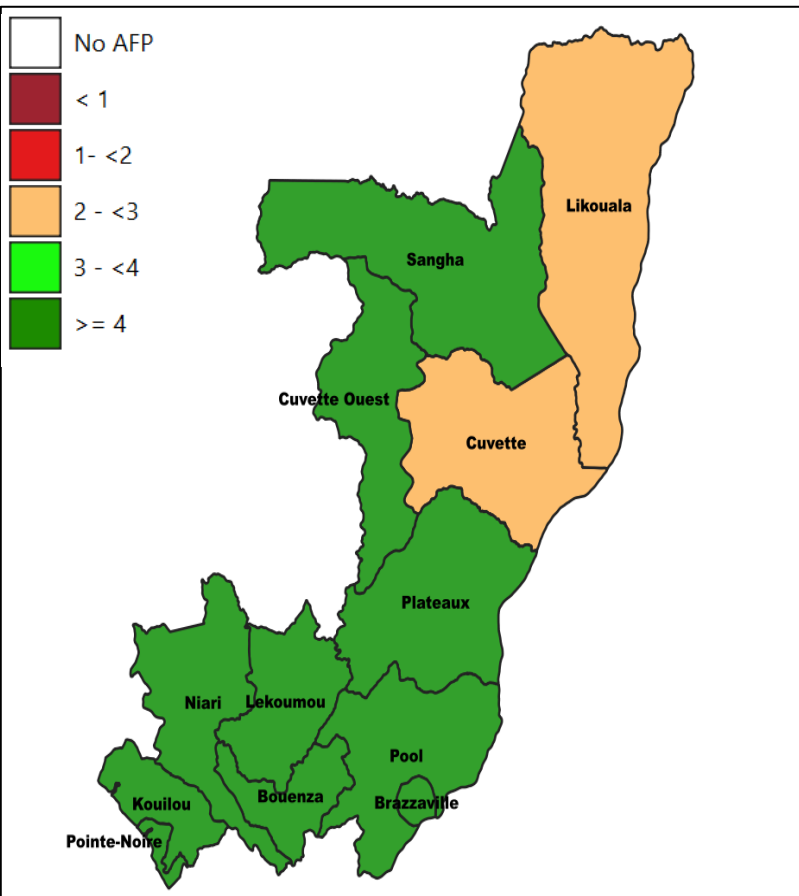 No AFP
< 1
1- <2
2 - <3
3 - <4
>= 4
Likouala
Sangha
Cuvette Ouest
Cuvette
Plateaux
Niari
Lekoumou
Pool
Bouenza
Brazzaville
Kouilou
Pointe-Noire